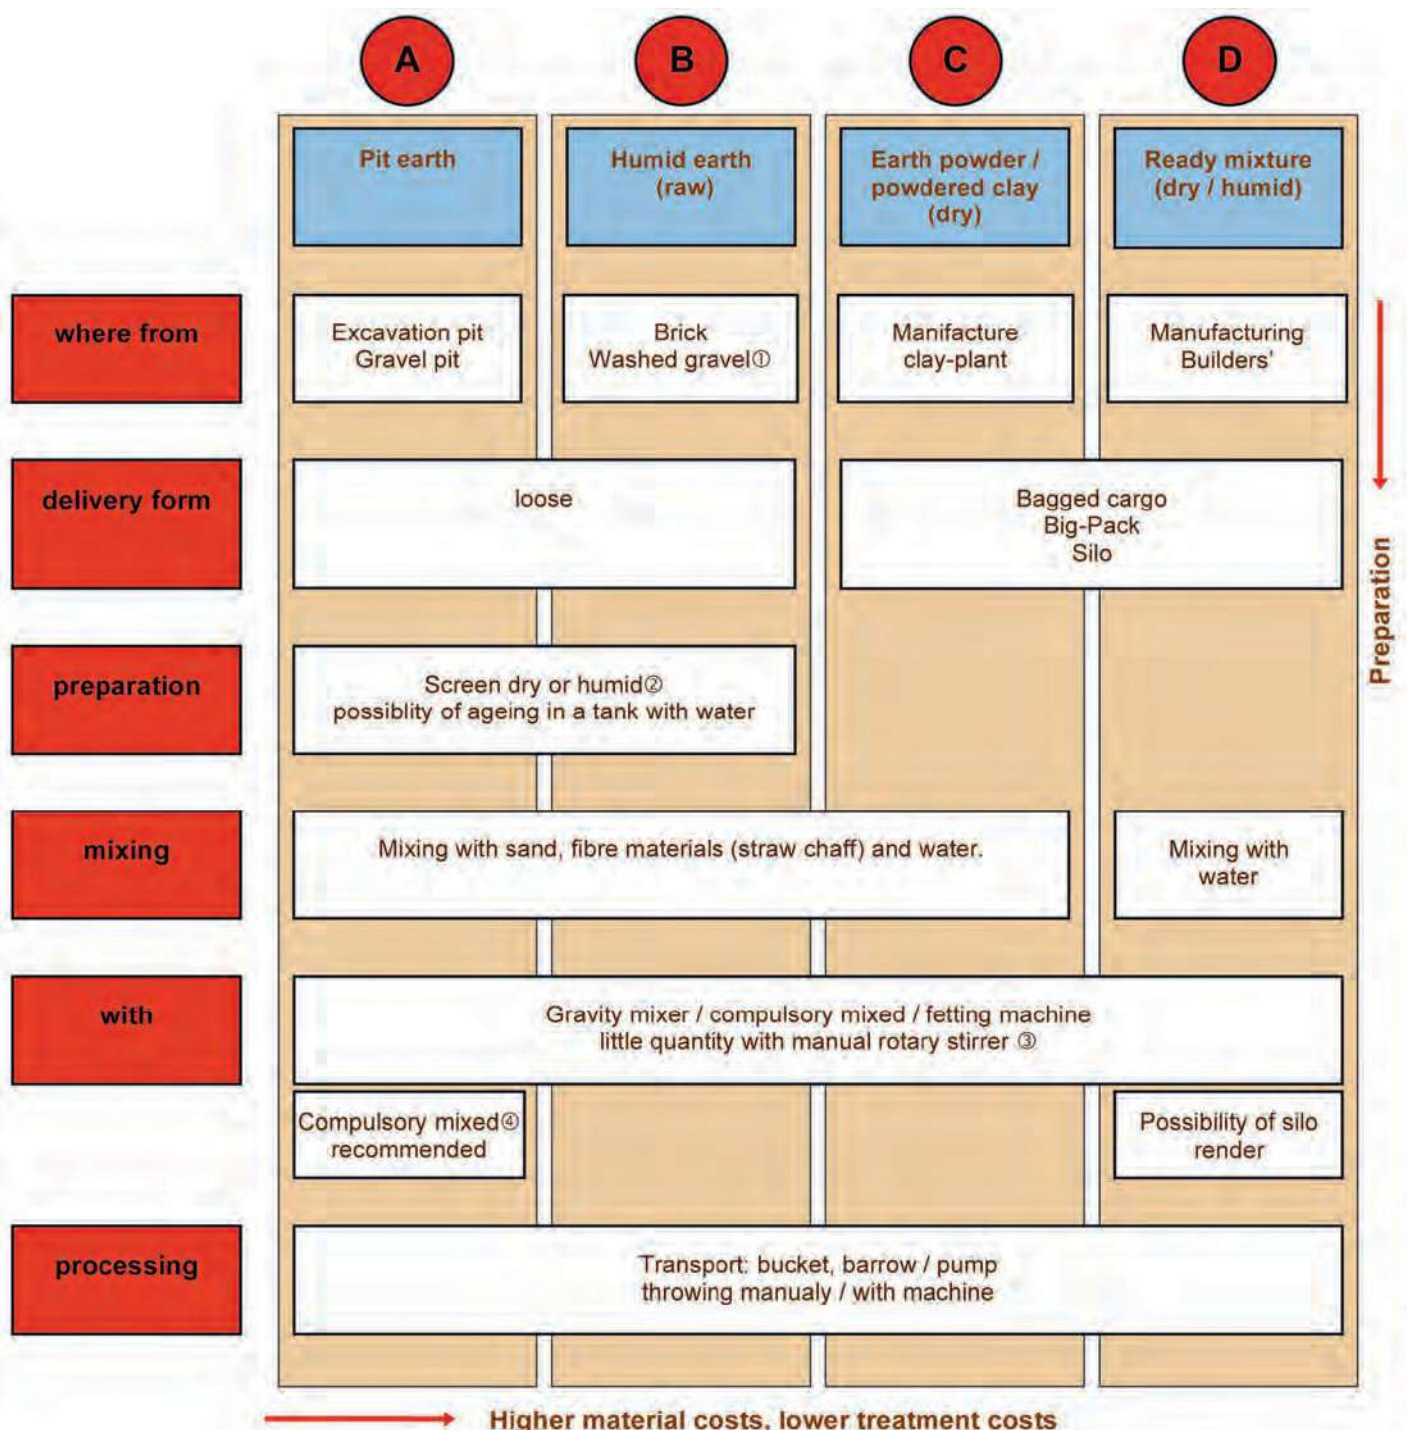 A
B
C
D
Pit earth
Humid earth
(raw)
Earth powder /
powdered clay
(dry)
Ready mixture
(dry / humid)
where from
Excavation pit
Gravel pit
Brick
Washed gravel①
Manifacture
clay-plant
Manufacturing
Builders'
delivery form
loose
Bagged cargo
Big-Pack
Silo
Preparation
preparation
Screen dry or humid②
possiblity of ageing in a tank with water
mixing
Mixing with sand, fibre materials (straw chaff) and water.
Mixing with
water
with
Gravity mixer / compulsory mixed / fetting machine
little quantity with manual rotary stirrer ③
Compulsory mixed④
recommended
Possibility of silo
render
processing
Transport: bucket, barrow / pump
throwing manualy / with machine
Higher material costs, lower treatment costs